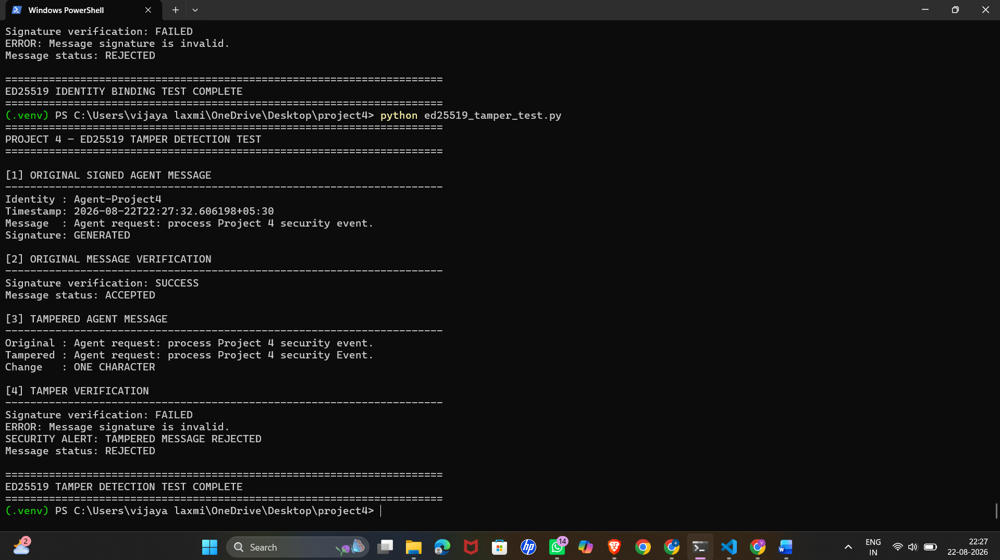 Windows PowerShell
Signature verification: FAILED
ERROR: Message signature is invalid.
Message status: REJECTED
======================================================================
ED25519 IDENTITY BINDING TEST COMPLETE
======================================================================
(.venv) PS C:\Users\vijaya laxmi\OneDrive\Desktop\project4> python ed25519_tamper_test.py
======================================================================
PROJECT 4 - ED25519 TAMPER DETECTION TEST
======================================================================
[1] ORIGINAL SIGNED AGENT MESSAGE
----------------------------------------------------------------------
Identity : Agent-Project4
Timestamp: 2026-08-22T22:27:32.606198+05:30
Message  : Agent request: process Project 4 security event.
Signature: GENERATED
[2] ORIGINAL MESSAGE VERIFICATION
----------------------------------------------------------------------
Signature verification: SUCCESS
Message status: ACCEPTED
[3] TAMPERED AGENT MESSAGE
----------------------------------------------------------------------
Original : Agent request: process Project 4 security event.
Tampered : Agent request: process Project 4 security Event.
Change   : ONE CHARACTER
[4] TAMPER VERIFICATION
----------------------------------------------------------------------
Signature verification: FAILED
ERROR: Message signature is invalid.
SECURITY ALERT: TAMPERED MESSAGE REJECTED
Message status: REJECTED
======================================================================
ED25519 TAMPER DETECTION TEST COMPLETE
======================================================================
(.venv) PS C:\Users\vijaya laxmi\OneDrive\Desktop\project4>
2
Search
hp
14
a
V
W
ENG
IN
22:27
22-08-2026